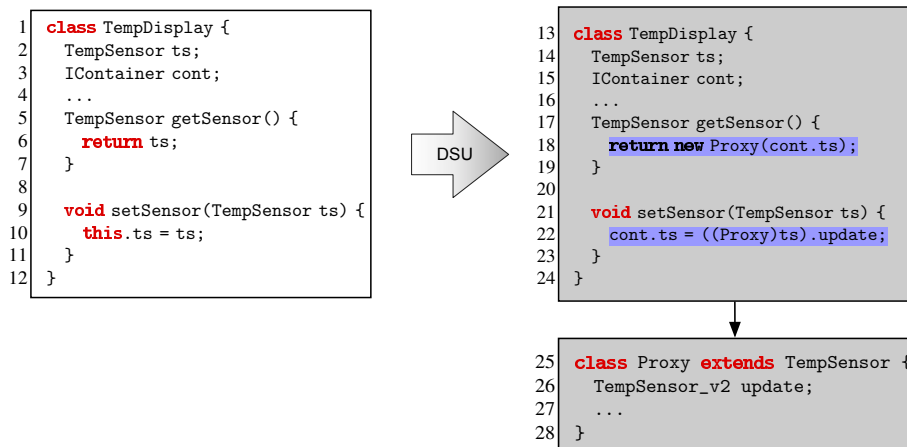 1 class TempDisplay {
2 TempSensor ts;
3 IContainer cont;
4 ...
5 TempSensor getSensor() {
6 return ts;
7 }
8
9 void setSensor(TempSensor ts) {
10 this.ts = ts;
11 }
12 }
DSU
13 class TempDisplay {
14 TempSensor ts;
15 IContainer cont;
16 ...
17 TempSensor getSensor() {
18 return new Proxy(cont.ts);
19 }
20
21 void setSensor(TempSensor ts) {
22 cont.ts = ((Proxy)ts).update;
23 }
24 }
25 class Proxy extends TempSensor {
26 TempSensor_v2 update;
27 ...
28 }